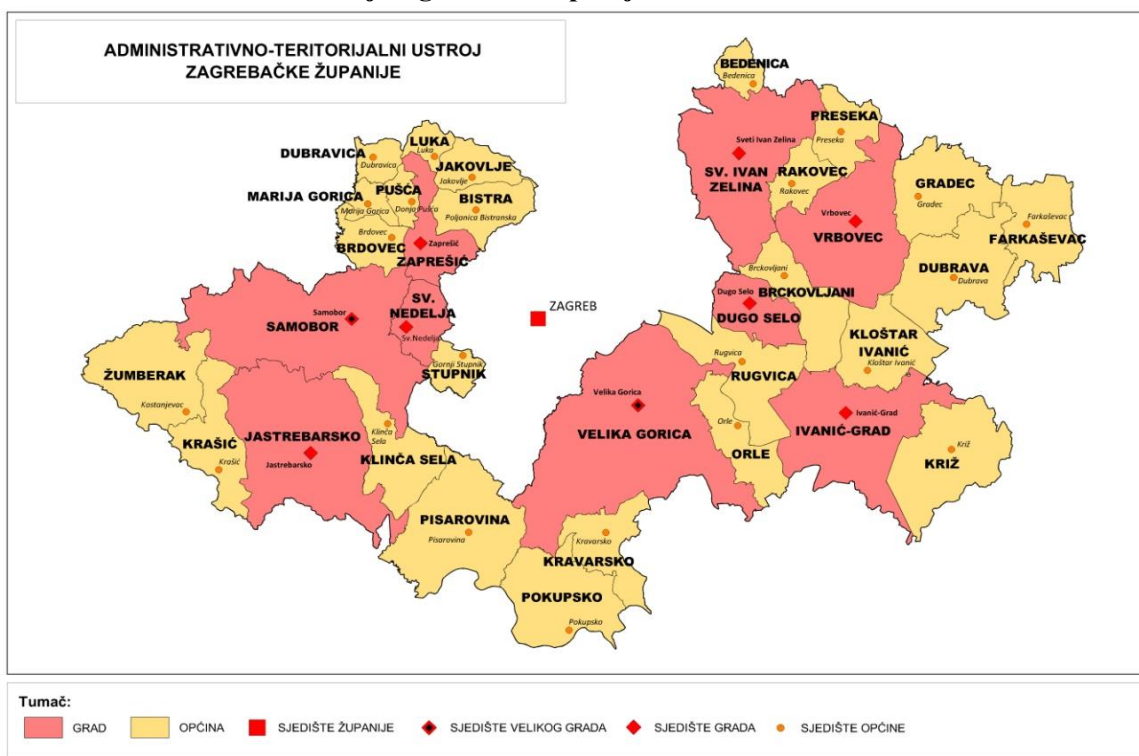 ADMINISTRATIVNO-TERITORIJALNI USTROJ
ZAGREBAČKE ŽUPANIJE
BEDENICA
Bedenica
PRESEKA
Preseka
Sveti Ivan Zelina
SV. IVAN
ZELINA
RAKOVEC
Rakovec
LUKA
Luka
DUBRAVICA
Dubravica
JAKOVLJE
Jakovlje
MARIJA GORICA
Marija Gorica
PUŠĆA
Donja Pušća
BISTRA
Poljanica Bistranska
BRDOVEC
Brdovec
Zaprešić
ZAPREŠIĆ
GRADEC
Gradec
Vrbovec
VRBOVEC
Farkaševac
FARKAŠEVAC
DUBRAVA
Dubrava
Brckovljani
BRCKOVLJANI
Dugo Selo
DUGO SELO
SV.
NEDELJA
Sv.Nedelja
Samobor
SAMOBOR
ZAGREB
KLOŠTAR
IVANIĆ
Kloštar Ivanić
Gornji Stupnik
STUPNIK
Rugvica
RUGVICA
ŽUMBERAK
Kostanjevac
Velika Gorica
VELIKA GORICA
Orle
ORLE
Ivanić-Grad
IVANIĆ-GRAD
Križ
KRIŽ
KRAŠIĆ
Krašić
JASTREBARSKO
Jastrebarsko
Klinča
Sela
KLINČA SELA
PISAROVINA
Pisarovina
Kravarsko
KRAVARSKO
POKUPSKO
Pokupsko
Tumač:
GRAD
OPĆINA
SJEDIŠTE ŽUPANIJE
SJEDIŠTE VELIKOG GRADA
SJEDIŠTE GRADA
SJEDIŠTE OPĆINE